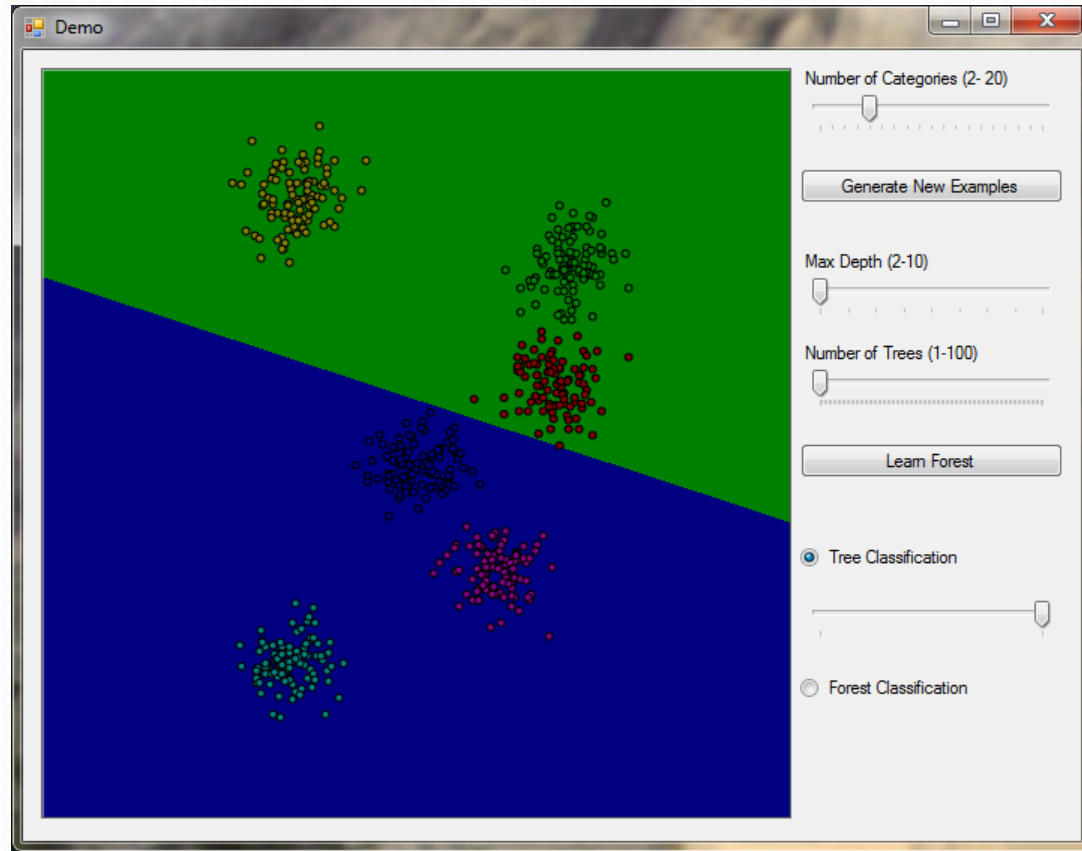 Demo
Number of Categories (2- 20)
Generate New Examples
Max Depth (2-10)
Number of Trees (1-100)
Learn Forest
Tree Classification
Forest Classification